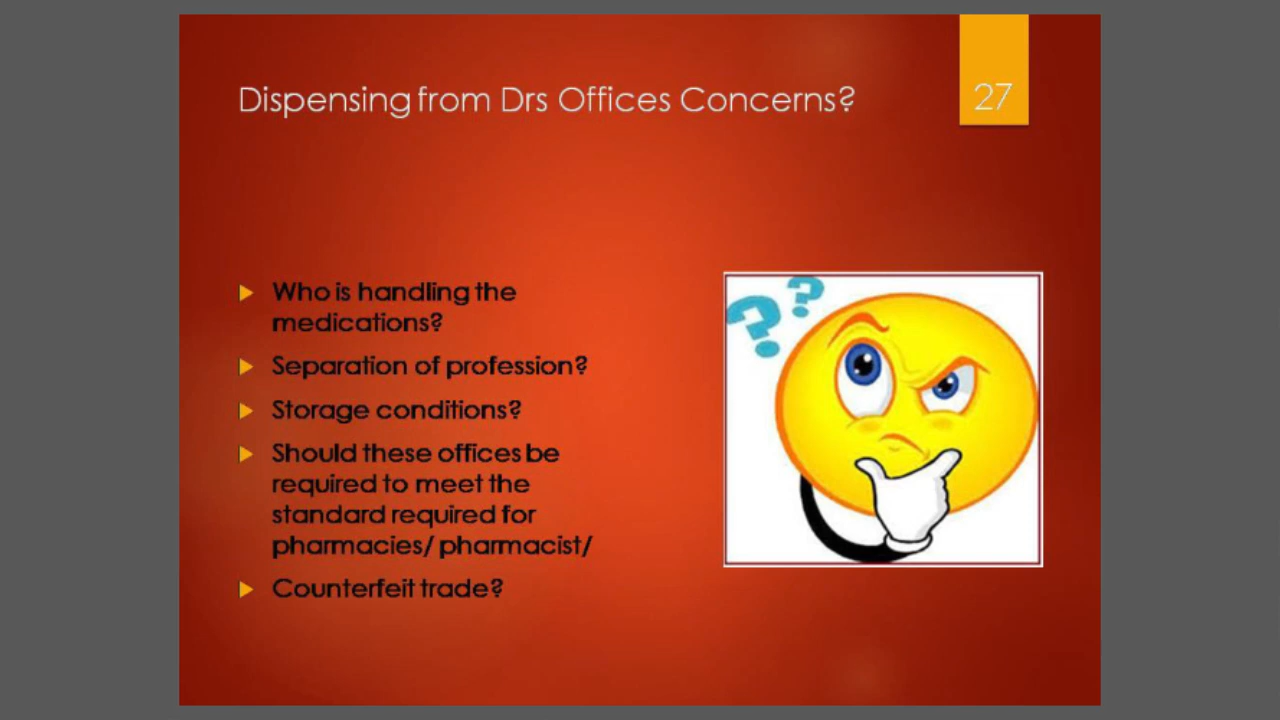 Dispensing from Drs Offices Concerns?
27
Who is handling the
medications?
Separation of profession?
Storage conditions?
Should these offices be
required to meet the
standard required for
pharmacies/ pharmacist/
Counterfeit trade?
? ?